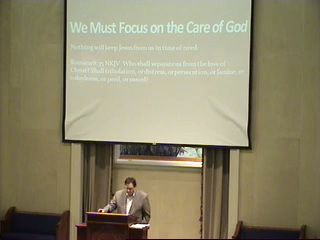 We Must Focus on the Care of God
Nothing will keep Jesus from us in time of need
Romans 8:35 NKJV Who shall separate us from the love of
Christ? Shall tribulation, or distress, or persecution, or famine, or
nakedness, or peril, or sword?